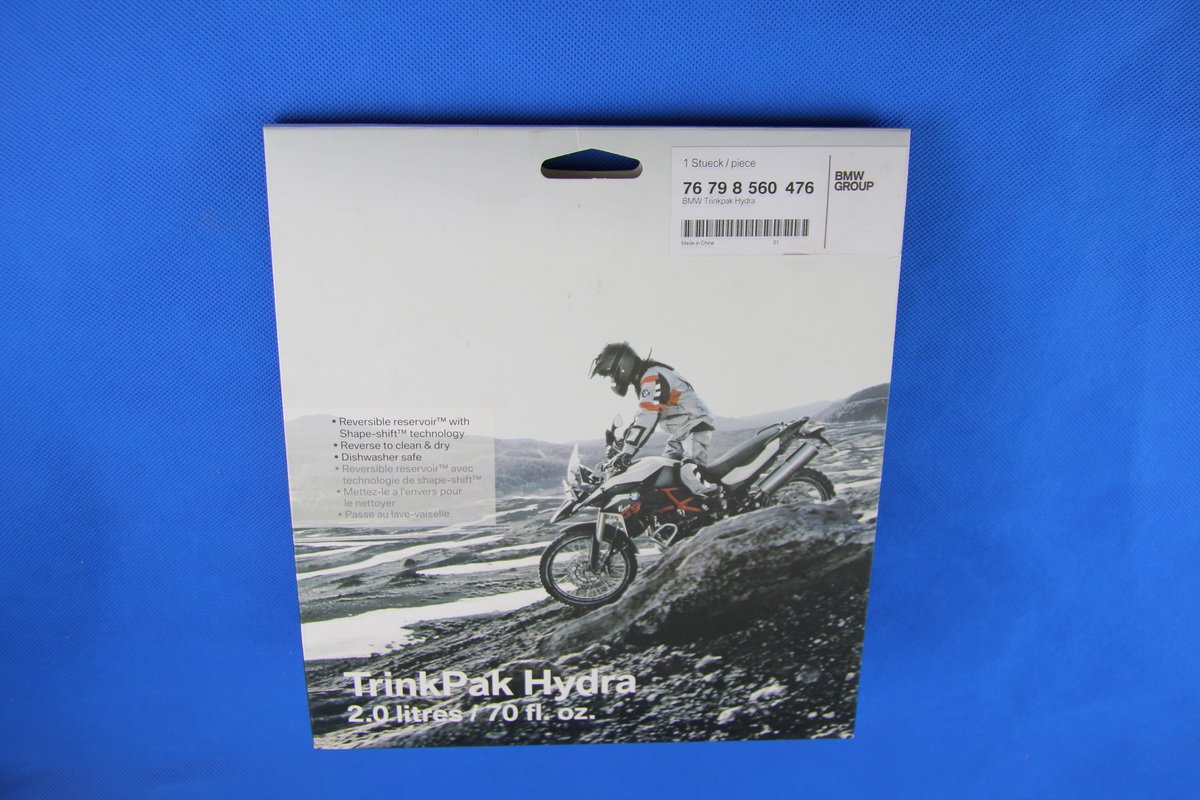 1 Stueck / piece
76 79 8 560 476
BMW Trinkpak Hydra
Made in China
01
BMW
GROUP
• Reversible reservoir™ with
Shape-shift™ technology
• Reverse to clean & dry
• Dishwasher safe
• Reversible reservoir™ avec
technologie de shape-shift™
• Mettez-le a l'envers pour
le nettoyer
• Passe au lave-vaiselle
TrinkPak Hydra
2.0 litres / 70 fl. oz.